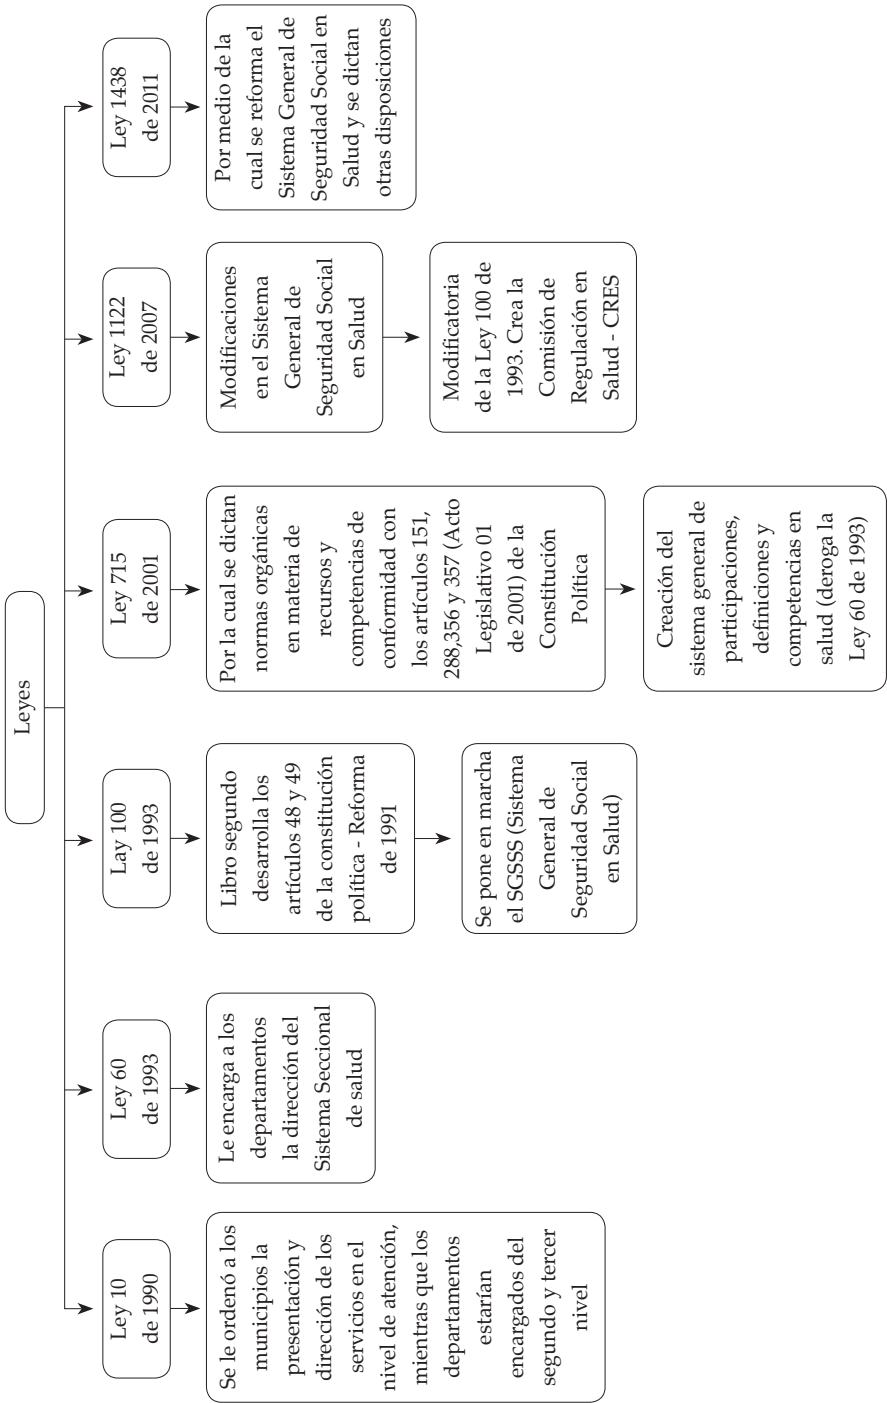 Leyes
Ley 10
de 1990
Se le ordenó a los
municipios la
presentación y
dirección de los
servicios en el
nivel de atención,
mientras que los
departamentos
estarían
encargados del
segundo y tercer
nivel
Ley 60
de 1993
Le encarga a los
departamentos
la dirección del
Sistema Seccional
de salud
Lay 100
de 1993
Libro segundo
desarrolla los
artículos 48 y 49
de la constitución
política - Reforma
de 1991
Se pone en marcha
el SGSSS (Sistema
General de
Seguridad Social
en Salud)
Ley 715
de 2001
Por la cual se dictan
normas orgánicas
en materia de
recursos y
competencias de
conformidad con
los artículos 151,
288,356 y 357 (Acto
Legislativo 01
de 2001) de la
Constitución
Política
Creación del
sistema general de
participaciones,
definiciones y
competencias en
salud (deroga la
Ley 60 de 1993)
Ley 1122
de 2007
Modificaciones
en el Sistema
General de
Seguridad Social
en Salud
Modificatoria
de la Ley 100 de
1993. Crea la
Comisión de
Regulación en
Salud - CRES
Ley 1438
de 2011
Por medio de la
cual se reforma el
Sistema General de
Seguridad Social en
Salud y se dictan
otras disposiciones